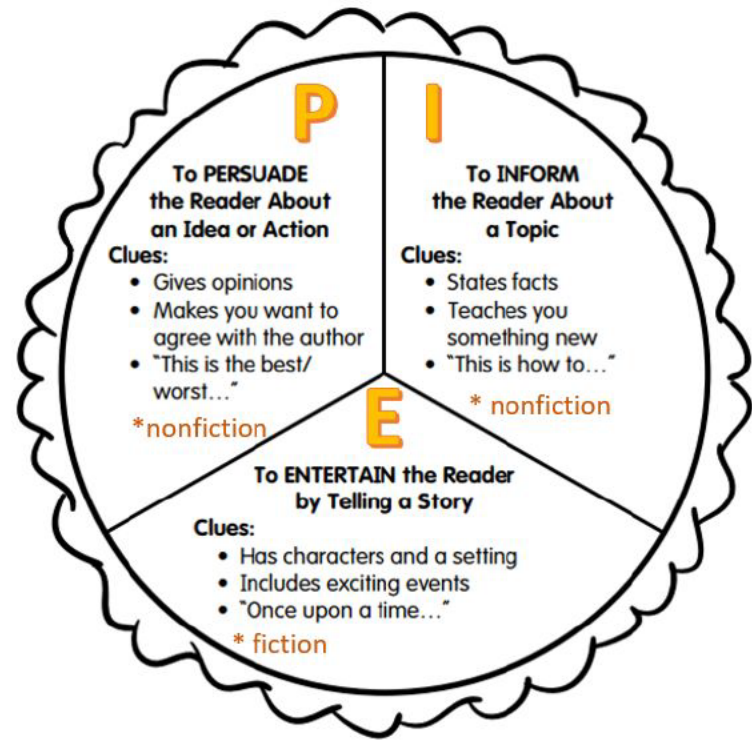 P
To PERSUADE
the Reader About
an Idea or Action
Clues:
• Gives opinions
• Makes you want to
agree with the author
• "This is the best/
worst..."
*nonfiction
I
To INFORM
the Reader About
a Topic
Clues:
• States facts
• Teaches you
something new
• "This is how to..."
* nonfiction
E
To ENTERTAIN the Reader
by Telling a Story
Clues:
• Has characters and a setting
• Includes exciting events
• "Once upon a time..."
* fiction